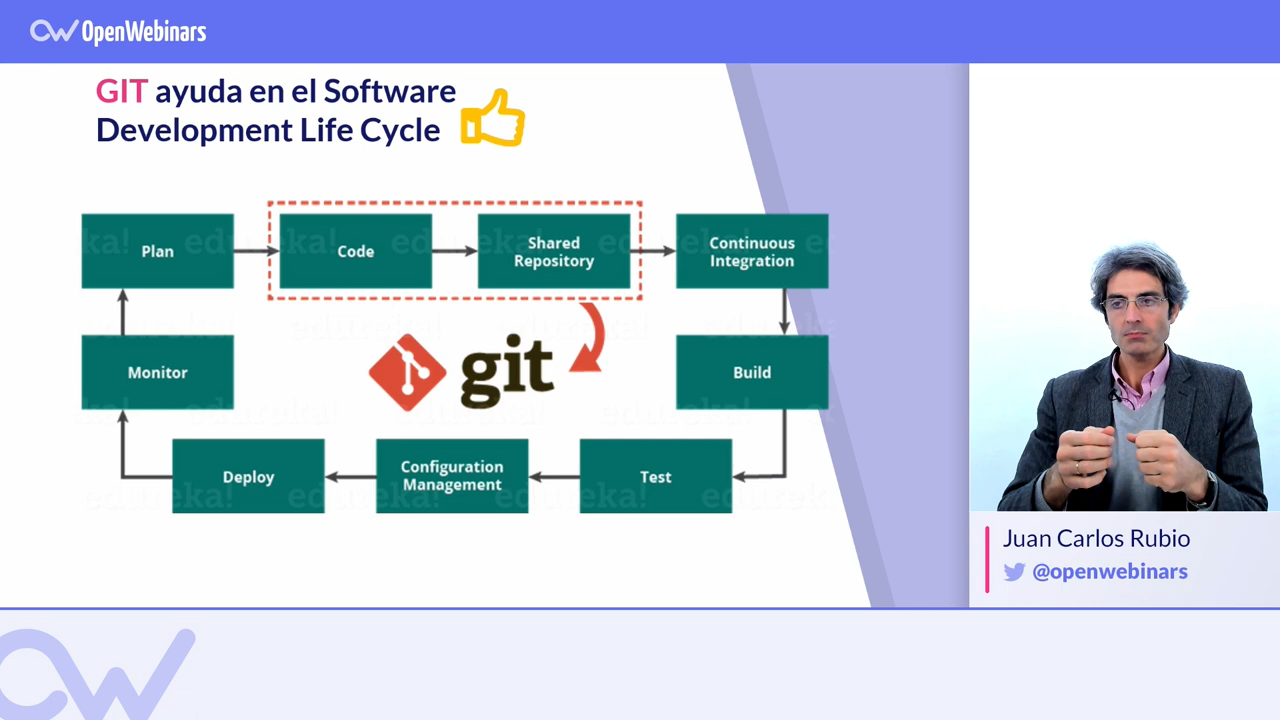 OpenWebinars
GIT ayuda en el Software
Development Life Cycle
Plan
Code
Shared
Repository
Continuous
Integration
git
Monitor
Build
Deploy
Configuration
Management
Test
edureka!
Juan Carlos Rubio
@openwebinars